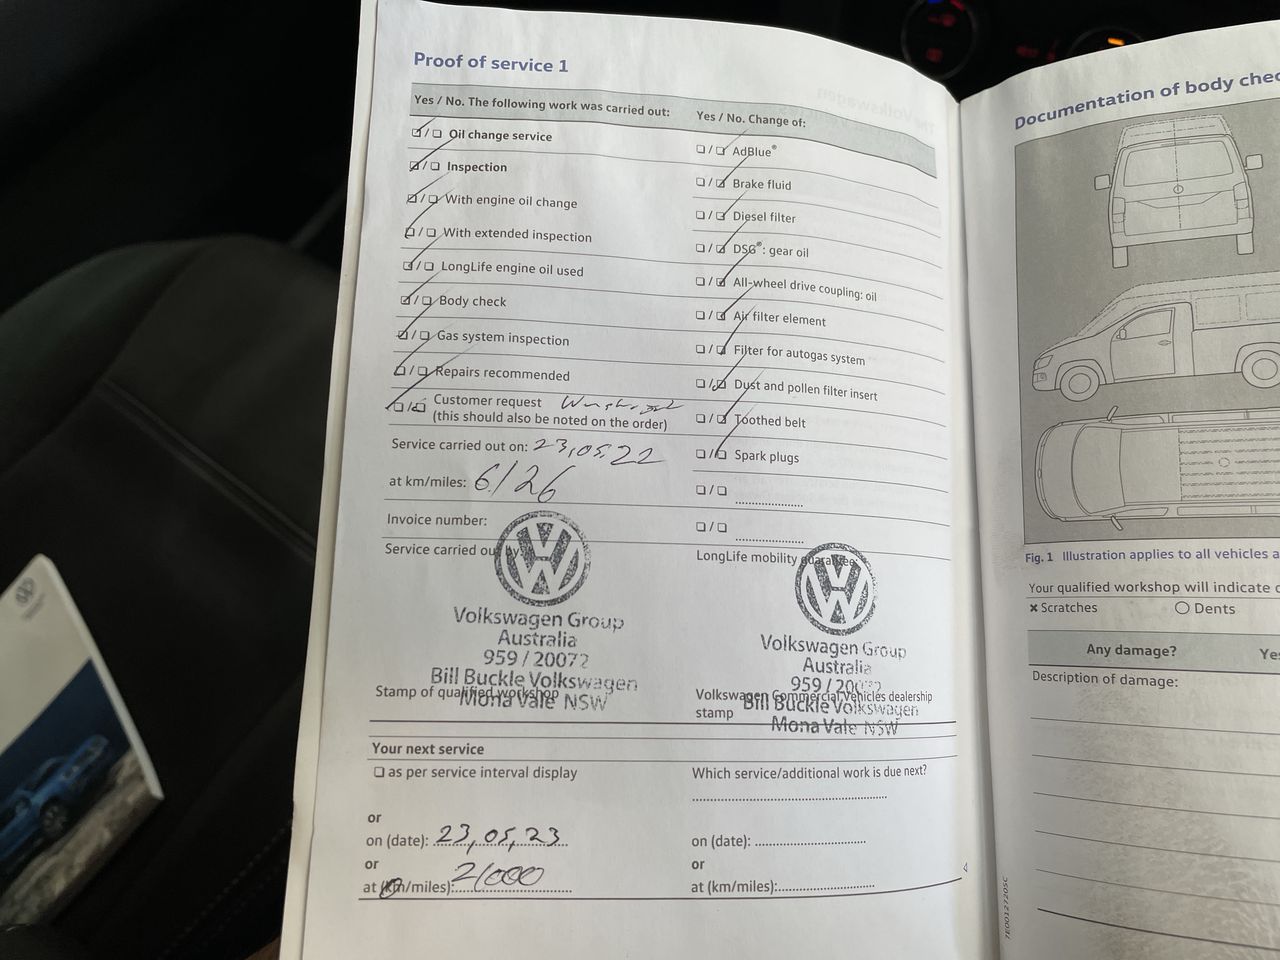 Proof of service 1
Yes / No. The following work was carried out:
☑/☐ Oil change service
☑/☐ Inspection
☑/☐ With engine oil change
☑/☐ With extended inspection
☑/☐ LongLife engine oil used
☑/☐ Body check
☑/☐ Gas system inspection
☑/☐ Repairs recommended
☐/☑ Customer request
(this should also be noted on the order)
Service carried out on: 23,05,22
at km/miles: 6126
Invoice number:
Service carried out by:
Volkswagen Group
Australia
959 / 20072
Bill Buckle Volkswagen
Mona Vale NSW
Stamp of qualified workshop
Yes / No. Change of:
☐/☑ AdBlue®
☐/☑ Brake fluid
☐/☑ Diesel filter
☐/☑ DSG®: gear oil
☐/☑ All-wheel drive coupling: oil
☐/☑ Air filter element
☐/☑ Filter for autogas system
☐/☑ Dust and pollen filter insert
☐/☑ Toothed belt
☐/☑ Spark plugs
☐/☐ ....................
☐/☐ ....................
LongLife mobility guarantee
Volkswagen Group
Australia
959 / 20072
Bill Buckle Volkswagen
Mona Vale NSW
Volkswagen Commercial Vehicles dealership
stamp
Your next service
☐ as per service interval display
or
on (date): 23,05,23
or
at (km/miles): 21000
Which service/additional work is due next?
on (date): ....................
or
at (km/miles): ....................
4
Documentation of body chec
Fig. 1 Illustration applies to all vehicles a
Your qualified workshop will indicate
× Scratches ○ Dents
Any damage? Yes
Description of damage:
7E0012720SC